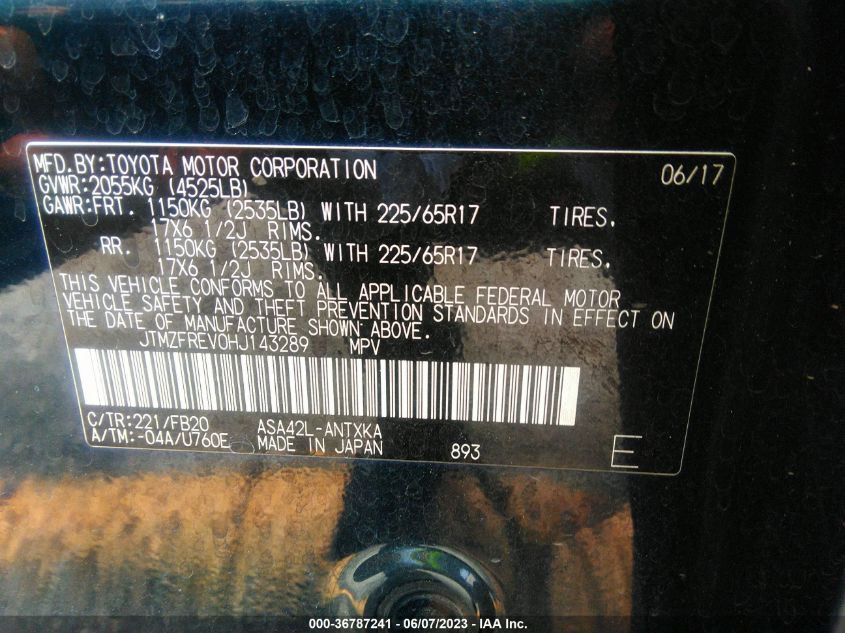 MFD.BY:TOYOTA MOTOR CORPORATION 06/17
GVWR:2055KG (4525LB)
GAWR:FRT. 1150KG (2535LB) WITH 225/65R17 TIRES,
17X6 1/2J RIMS.
RR. 1150KG (2535LB) WITH 225/65R17 TIRES,
17X6 1/2J RIMS.
THIS VEHICLE CONFORMS TO ALL APPLICABLE FEDERAL MOTOR
VEHICLE SAFETY AND THEFT PREVENTION STANDARDS IN EFFECT ON
THE DATE OF MANUFACTURE SHOWN ABOVE.
JTMZFREV0HJ143289 MPV
C/TR:221/FB20 ASA42L-ANTXKA
A/TM:-04A/U760E MADE IN JAPAN 893 E
000-36787241 - 06/07/2023 - IAA Inc.